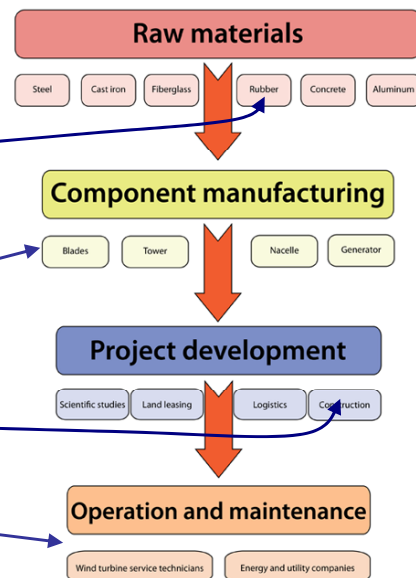 Raw materials
Steel
Cast iron
Fiberglass
Rubber
Concrete
Aluminum
Component manufacturing
Blades
Tower
Nacelle
Generator
Project development
Scientific studies
Land leasing
Logistics
Construction
Operation and maintenance
Wind turbine service technicians
Energy and utility companies